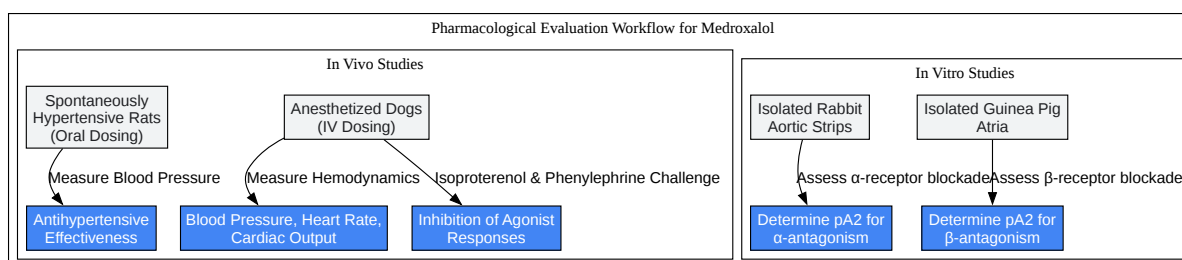 Pharmacological Evaluation Workflow for Medroxalol
In Vivo Studies
Spontaneously
Hypertensive Rats
(Oral Dosing)
Anesthetized Dogs
(IV Dosing)
Measure Blood Pressure
Measure Hemodynamics
Isoproterenol & Phenylephrine Challenge
Antihypertensive
Effectiveness
Blood Pressure, Heart Rate,
Cardiac Output
Inhibition of Agonist
Responses
In Vitro Studies
Isolated Rabbit
Aortic Strips
Isolated Guinea Pig
Atria
Assess α-receptor blockade
Assess β-receptor blockade
Determine pA2 for
α-antagonism
Determine pA2 for
β-antagonism